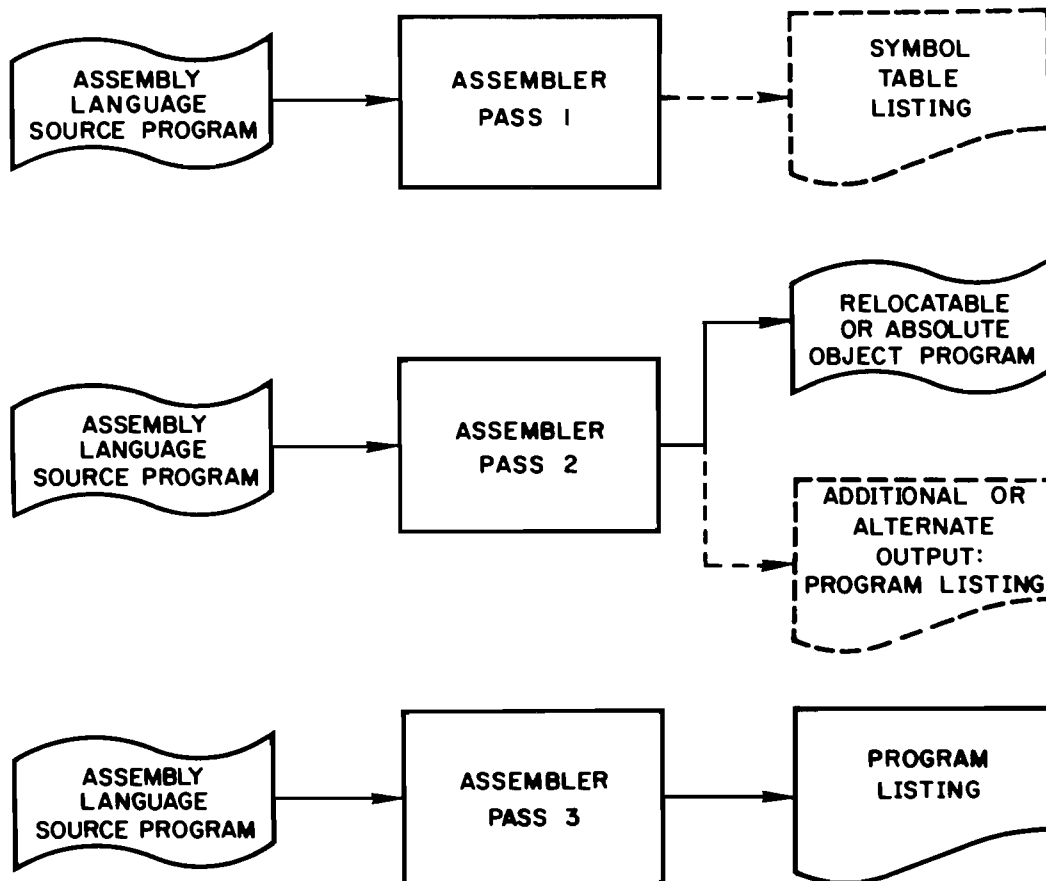 ASSEMBLY
LANGUAGE
SOURCE PROGRAM
ASSEMBLER
PASS 1
SYMBOL
TABLE
LISTING
ASSEMBLY
LANGUAGE
SOURCE PROGRAM
ASSEMBLER
PASS 2
RELOCATABLE
OR ABSOLUTE
OBJECT PROGRAM
ADDITIONAL OR
ALTERNATE
OUTPUT:
PROGRAM LISTING
ASSEMBLY
LANGUAGE
SOURCE PROGRAM
ASSEMBLER
PASS 3
PROGRAM
LISTING